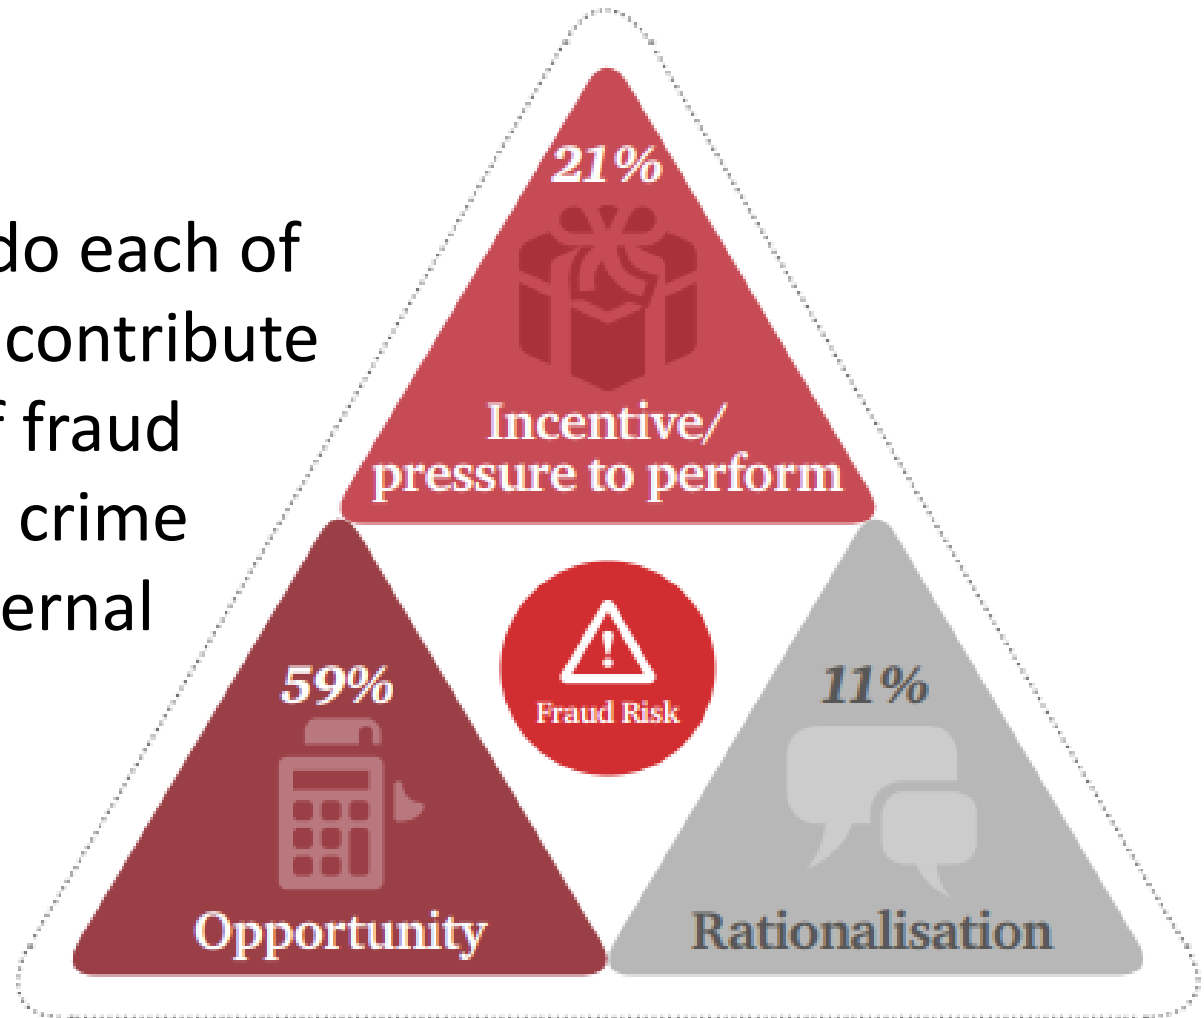 do each of
contribute
f fraud
crime
ernal
21%
Incentive/
pressure to perform
59%
Opportunity
Fraud Risk
11%
Rationalisation